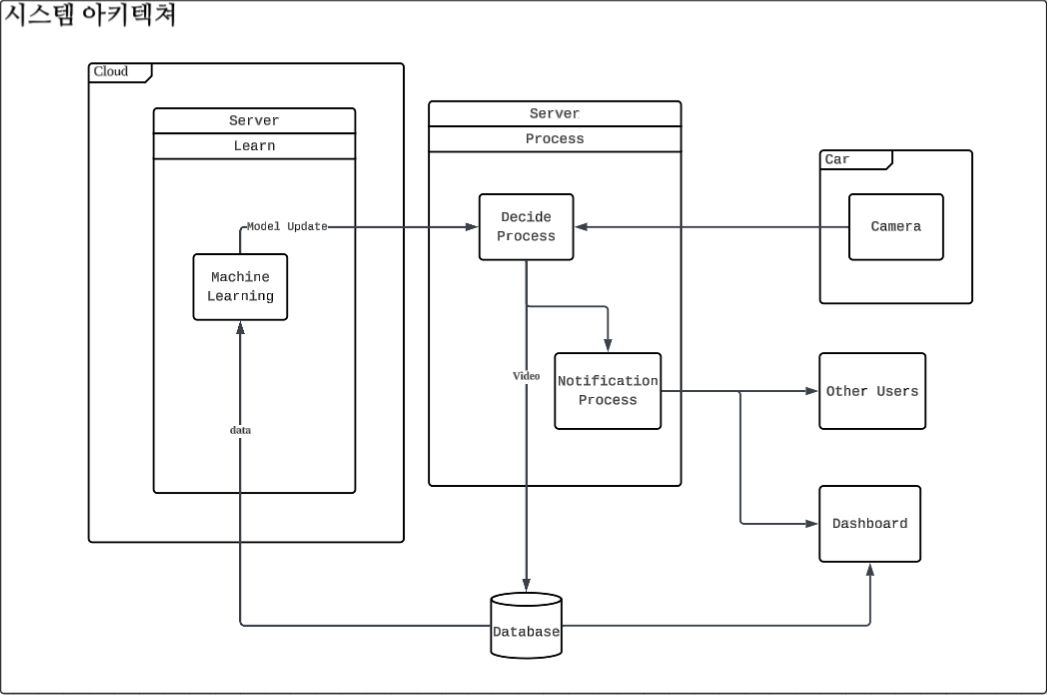 시스템 아키텍쳐
Cloud
Server
Learn
Model Update
Machine
Learning
data
Server
Process
Decide
Process
Video
Notification
Process
Car
Camera
Other Users
Dashboard
Database